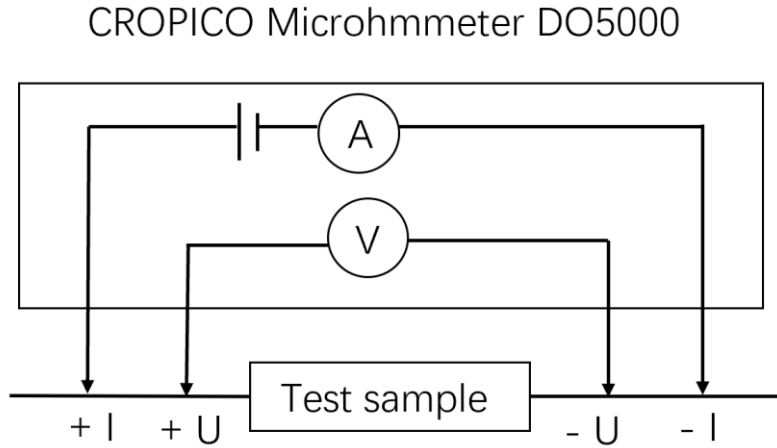 CROPICO Microhmmeter DO5000
A
V
Test sample
+ I + U - U - I